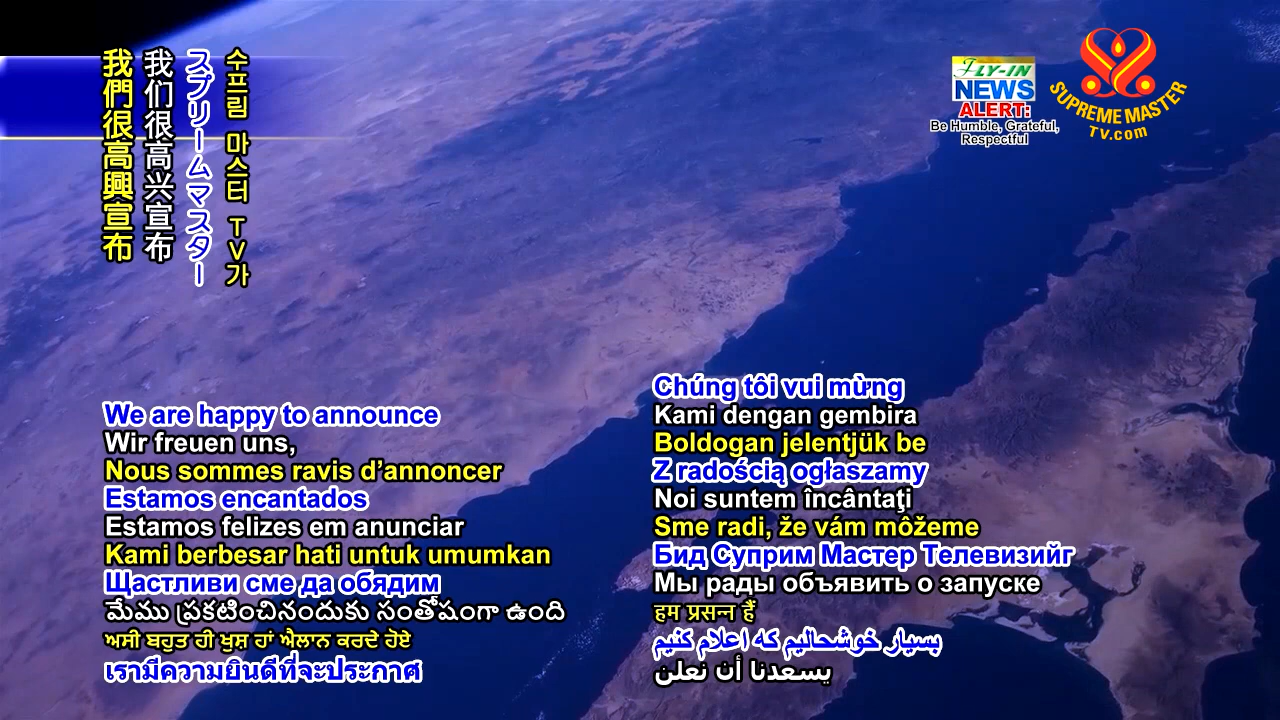 我們很高興宣布
我们很高兴宣布
スプリームマスター
수프림 마스터 TV가
FLY-IN
NEWS
ALERT:
Be Humble, Grateful,
Respectful
SUPREME MASTER
TV.com
We are happy to announce
Wir freuen uns,
Nous sommes ravis d’annoncer
Estamos encantados
Estamos felizes em anunciar
Kami berbesar hati untuk umumkan
Щастливи сме да обядим
మేము ప్రకటించినందుకు సంతోషంగా ఉంది
ਅਸੀ ਬਹੁਤ ਹੀ ਖੁਸ਼ ਹਾਂ ਐਲਾਨ ਕਰਦੇ ਹੋਏ
เรามีความยินดีที่จะประกาศ
Chúng tôi vui mừng
Kami dengan gembira
Boldogan jelentjük be
Z radością ogłaszamy
Noi suntem încântaţi
Sme radi, že vám môžeme
Бид Суприм Мастер Телевизийг
Мы рады объявить о запуске
हम प्रसन्न हैं
بسیار خوشحالیم که اعلام کنیم
يسعدنا أن نعلن